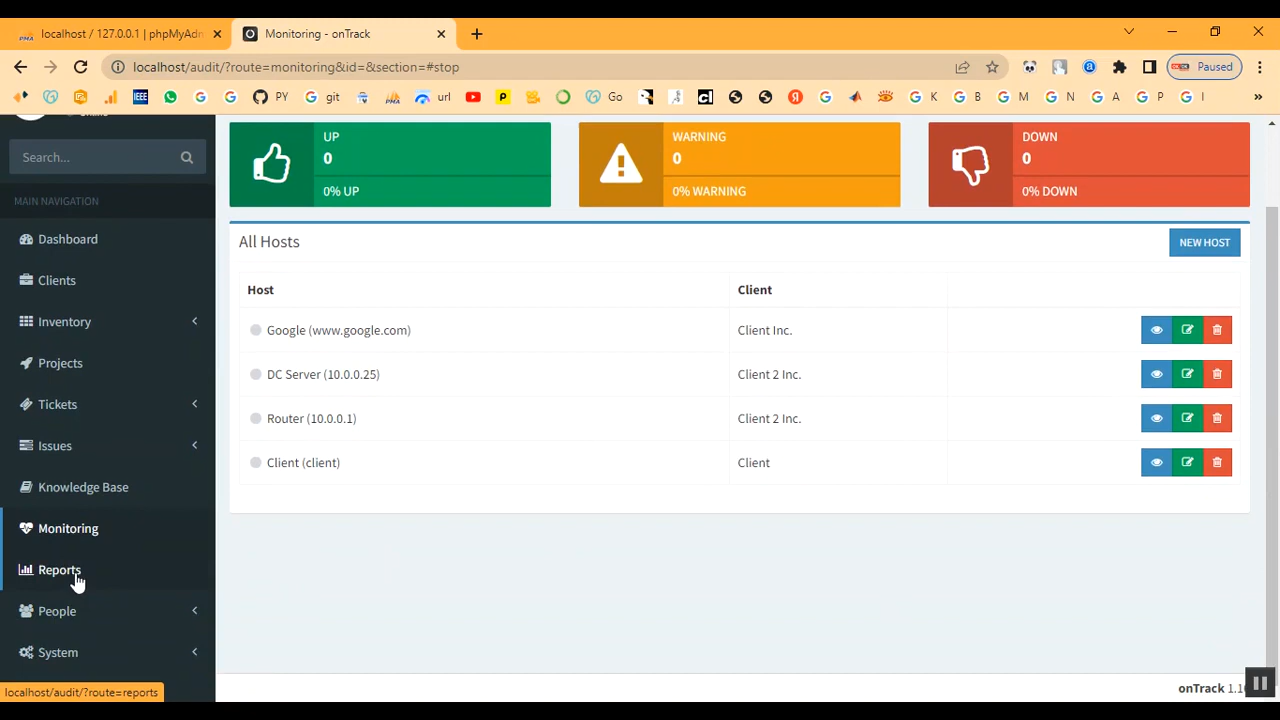 localhost / 127.0.0.1 | phpMyAdn
Monitoring - onTrack
localhost/audit/?route=monitoring&id=&section=#stop
Paused
IEEE
PY
git
url
Go
K
B
M
N
A
P
I
Search...
MAIN NAVIGATION
Dashboard
Clients
Inventory
Projects
Tickets
Issues
Knowledge Base
Monitoring
Reports
People
System
localhost/audit/?route=reports
UP
0
0% UP
WARNING
0
0% WARNING
DOWN
0
0% DOWN
All Hosts
NEW HOST
Host Client
Google (www.google.com) Client Inc.
DC Server (10.0.0.25) Client 2 Inc.
Router (10.0.0.1) Client 2 Inc.
Client (client) Client
onTrack